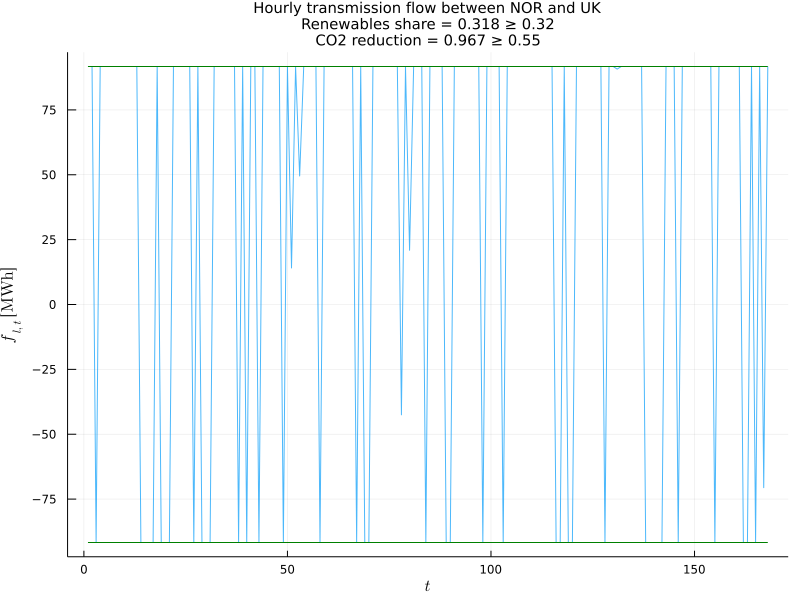 Hourly transmission flow between NOR and UK
Renewables share = 0.318 ≥ 0.32
CO2 reduction = 0.967 ≥ 0.55
75
50
25
0
−25
−50
−75
f_{l,t} [MWh]
0
50
100
150
t